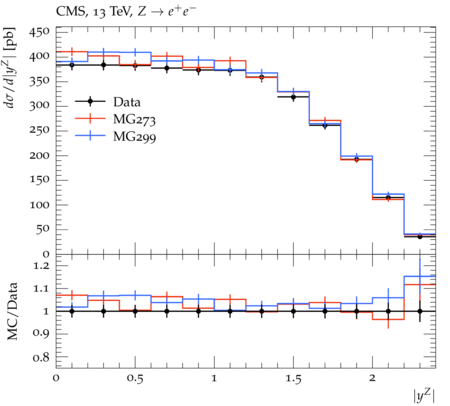 CMS, 13 TeV, Z → e⁺e⁻
dσ/d|y^Z| [pb]
450
400
350
300
250
200
150
100
50
0
Data
MG273
MG299
MC/Data
1.2
1.1
1
0.9
0.8
0 0.5 1 1.5 2
|y^Z|